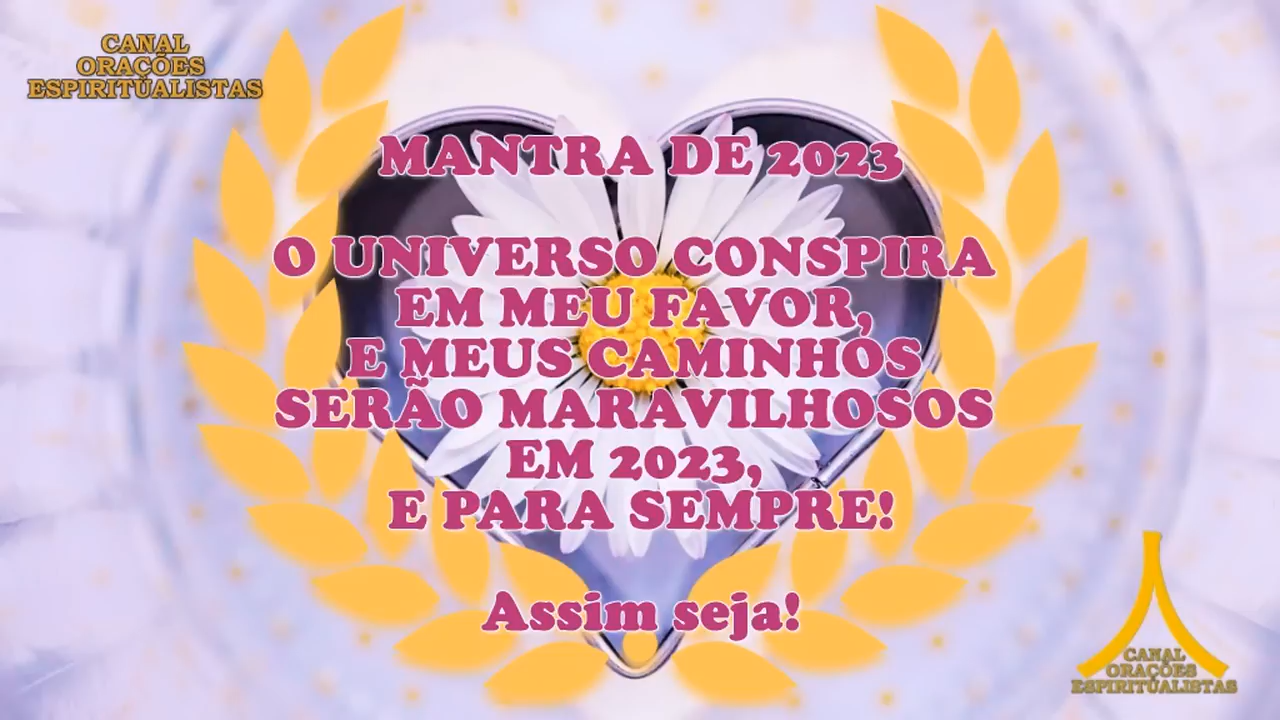 CANAL
ORAÇÕES
ESPIRITUALISTAS
MANTRA DE 2023
O UNIVERSO CONSPIRA
EM MEU FAVOR,
E MEUS CAMINHOS
SERÃO MARAVILHOSOS
EM 2023,
E PARA SEMPRE!
Assim seja!
CANAL
ORAÇÕES
ESPIRITUALISTAS